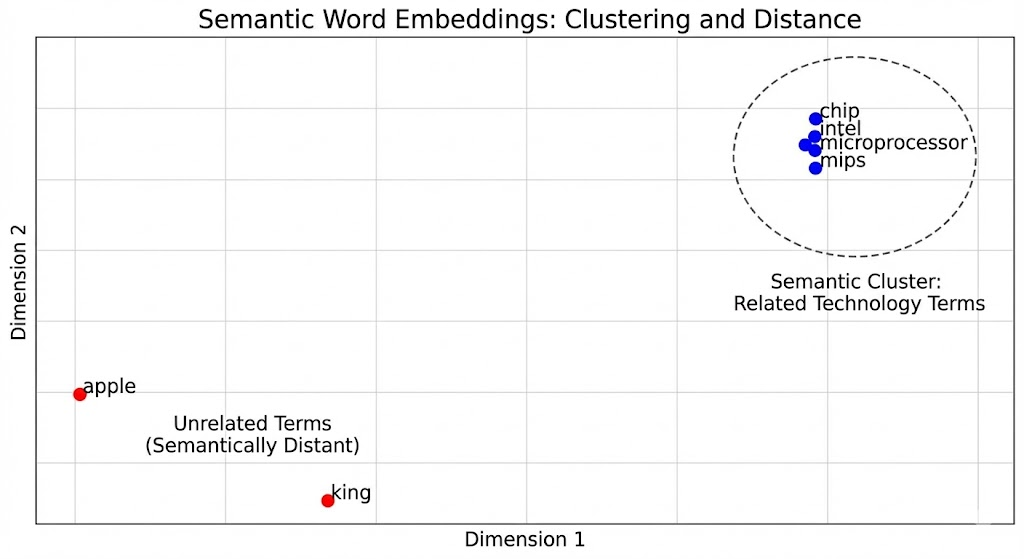 Semantic Word Embeddings: Clustering and Distance
chip
intel
microprocessor
mips
Semantic Cluster:
Related Technology Terms
Dimension 2
apple
Unrelated Terms
(Semantically Distant)
king
Dimension 1